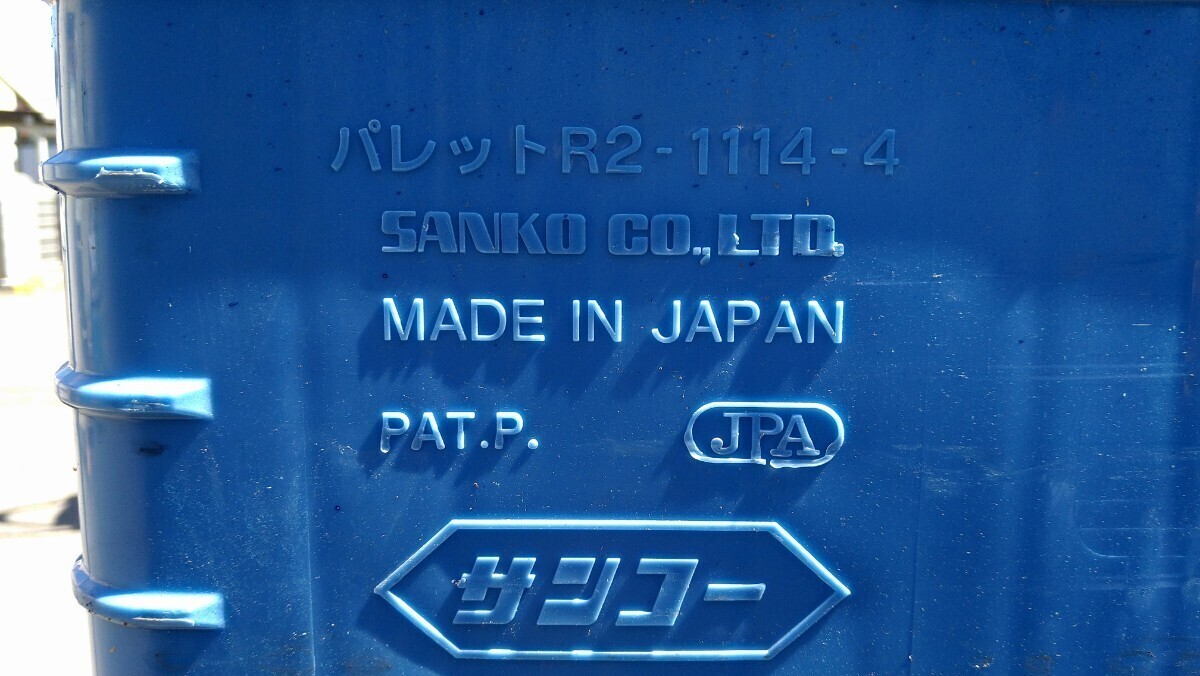 パレットR2-1114-4
SANKO CO.,LTD.
MADE IN JAPAN
PAT.P. JPA
サンコー